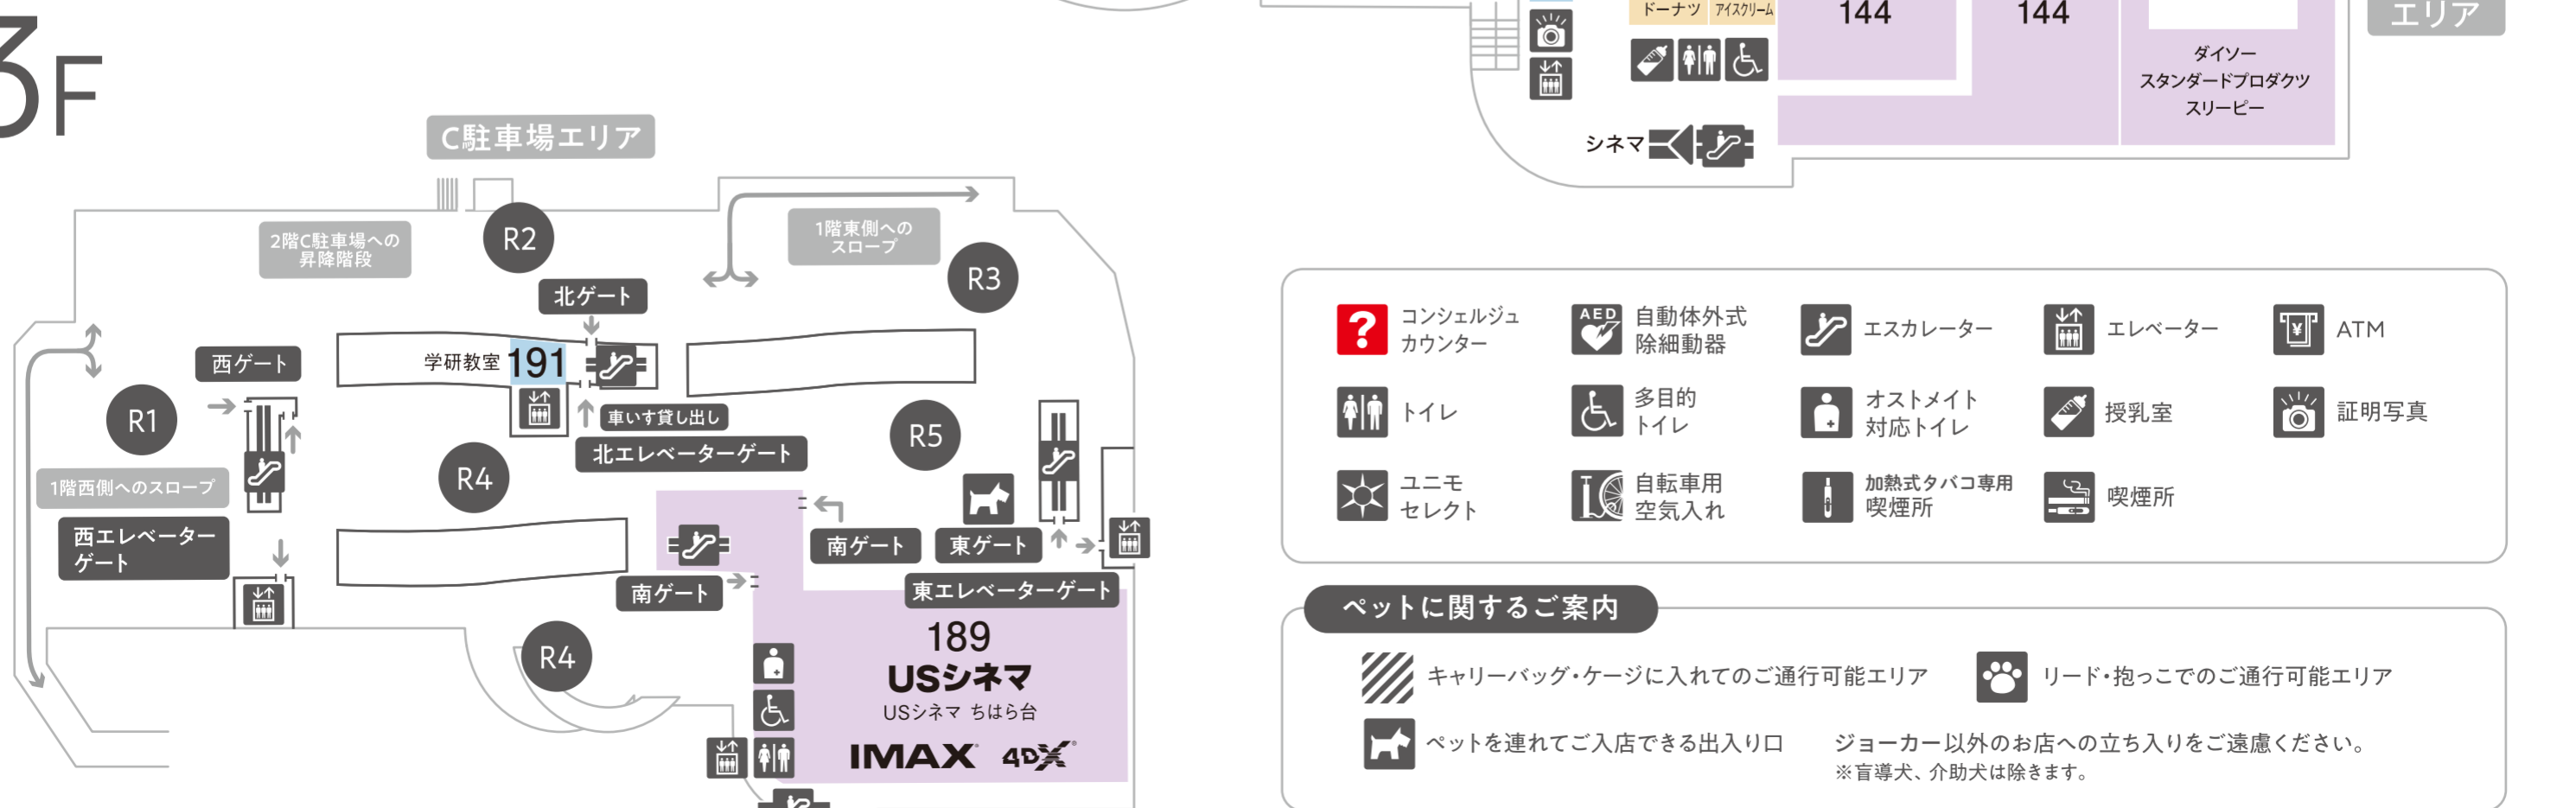 3F
C駐車場エリア
2階C駐車場への
昇降階段
R2
1階東側への
スロープ
R3
北ゲート
西ゲート
学研教室 191
R1
車いす貸し出し
北エレベーターゲート
R5
R4
1階西側へのスロープ
西エレベーター
ゲート
南ゲート
東ゲート
南ゲート
東エレベーターゲート
R4
189
USシネマ
USシネマ ちはら台
IMAX 4DX
ドーナツ
アイスクリーム
144
144
エリア
ダイソー
スタンダードプロダクツ
スリーピー
シネマ
?
コンシェルジュ
カウンター
AED
自動体外式
除細動器
エスカレーター
エレベーター
¥
ATM
トイレ
多目的
トイレ
オストメイト
対応トイレ
授乳室
証明写真
ユニモ
セレクト
自転車用
空気入れ
加熱式タバコ専用
喫煙所
喫煙所
ペットに関するご案内
キャリーバッグ・ケージに入れてのご通行可能エリア
リード・抱っこでのご通行可能エリア
ペットを連れてご入店できる出入り口
ジョーカー以外のお店への立ち入りをご遠慮ください。
※盲導犬、介助犬は除きます。